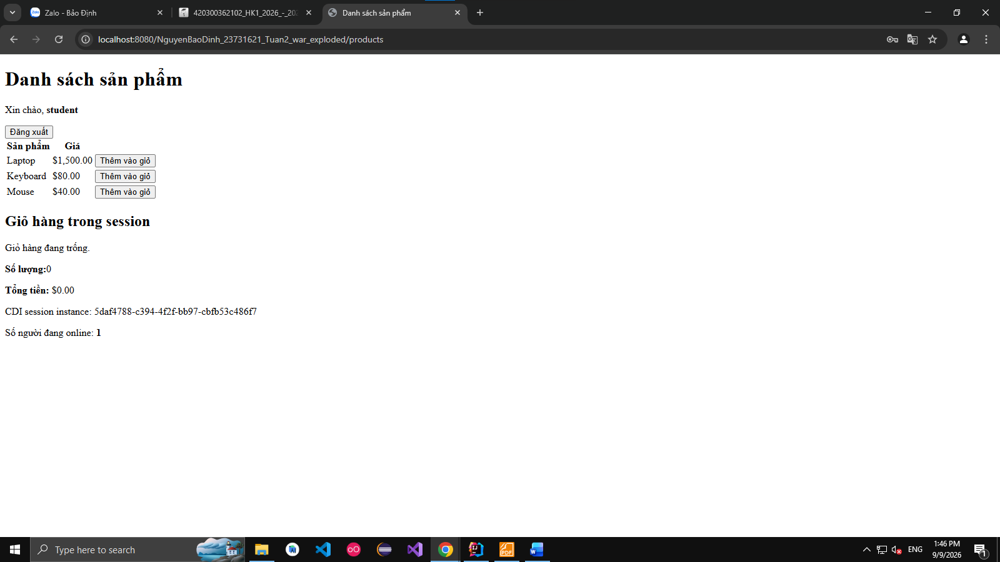 Zalo - Bảo Định
420300362102_HK1_2026_-_202
Danh sách sản phẩm
localhost:8080/NguyenBaoDinh_23731621_Tuan2_war_exploded/products
Danh sách sản phẩm
Xin chào, student
Đăng xuất
Sản phẩm Giá
Laptop $1,500.00 Thêm vào giỏ
Keyboard $80.00 Thêm vào giỏ
Mouse $40.00 Thêm vào giỏ
Giỏ hàng trong session
Giỏ hàng đang trống.
Số lượng:0
Tổng tiền: $0.00
CDI session instance: 5daf4788-c394-4f2f-bb97-cbfb53c486f7
Số người đang online: 1
Type here to search
ENG
1:46 PM
9/9/2026
1